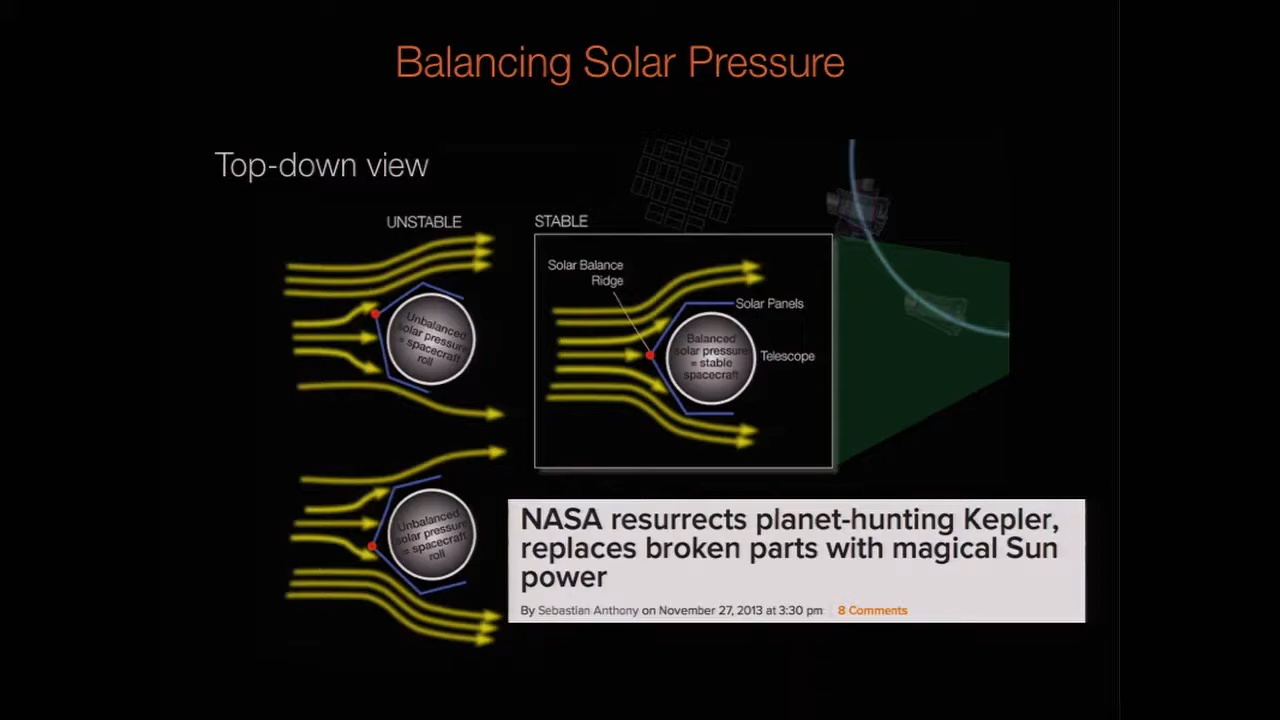 Balancing Solar Pressure
Top-down view
UNSTABLE
STABLE
Solar Balance
Ridge
Solar Panels
Telescope
Unbalanced
solar pressure
= spacecraft
roll
Balanced
solar pressure
= stable
spacecraft
Unbalanced
solar pressure
= spacecraft
roll
NASA resurrects planet-hunting Kepler,
replaces broken parts with magical Sun
power
By Sebastian Anthony on November 27, 2013 at 3:30 pm 8 Comments